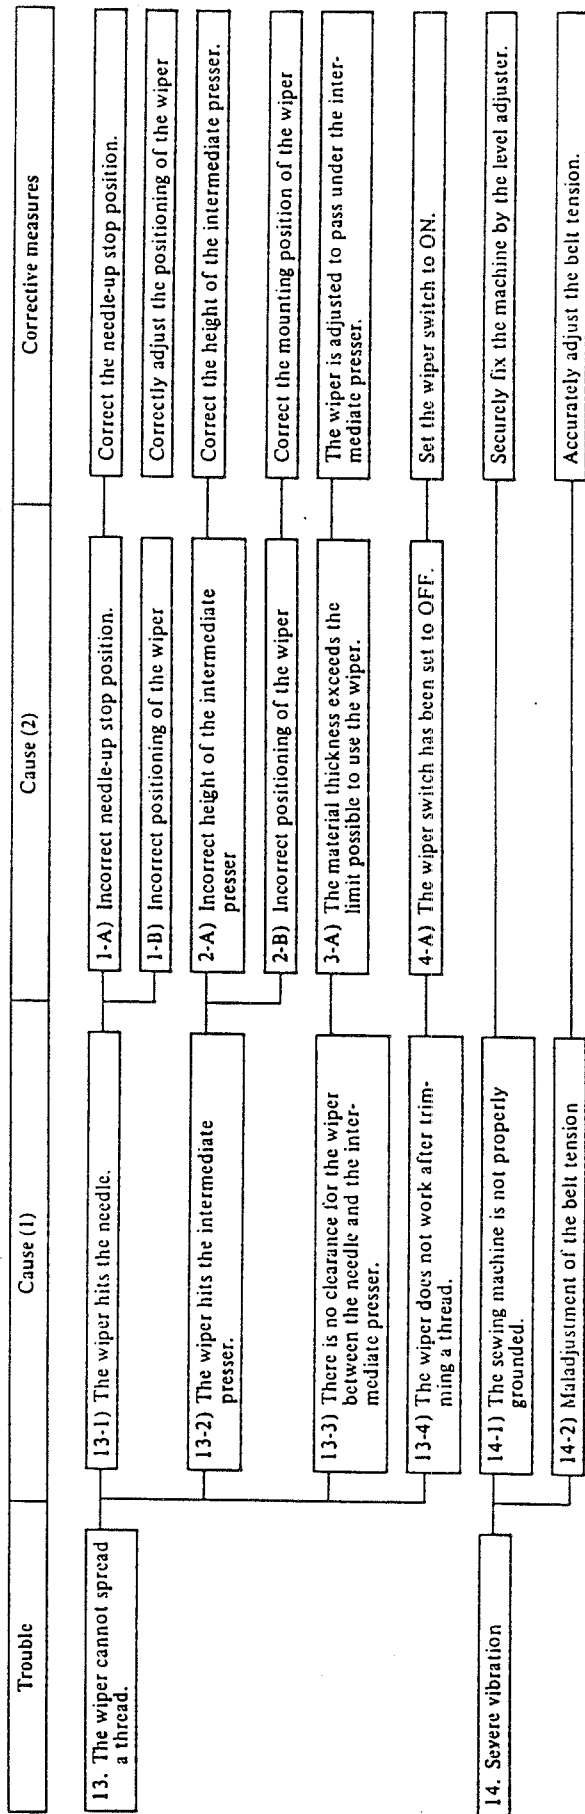 Trouble
Cause (1)
Cause (2)
Corrective measures
13. The wiper cannot spread
a thread.
13-1) The wiper hits the needle.
1-A) Incorrect needle-up stop position.
Correct the needle-up stop position.
1-B) Incorrect positioning of the wiper
Correctly adjust the positioning of the wiper
13-2) The wiper hits the intermediate
presser.
2-A) Incorrect height of the intermediate
presser
Correct the height of the intermediate presser.
2-B) Incorrect positioning of the wiper
Correct the mounting position of the wiper
13-3) There is no clearance for the wiper
between the needle and the inter-
mediate presser.
3-A) The material thickness exceeds the
limit possible to use the wiper.
The wiper is adjusted to pass under the inter-
mediate presser.
13-4) The wiper does not work after trim-
ming a thread.
4-A) The wiper switch has been set to OFF.
Set the wiper switch to ON.
14. Severe vibration
14-1) The sewing machine is not properly
grounded.
Securely fix the machine by the level adjuster.
14-2) Maladjustment of the belt tension
Accurately adjust the belt tension.